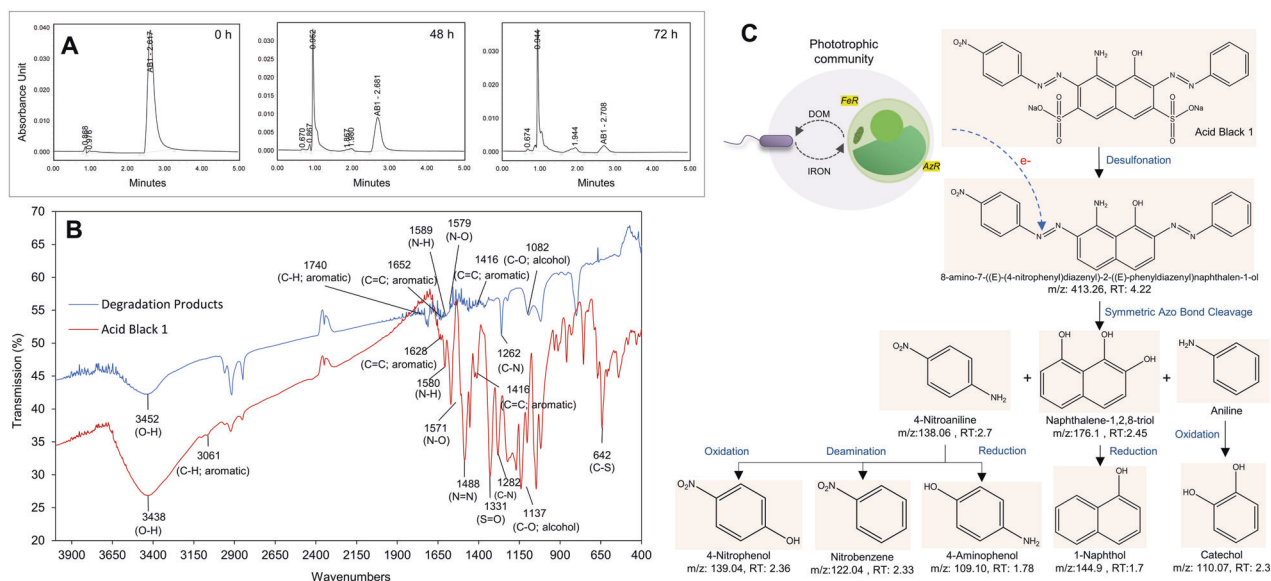 A
0 h
48 h
72 h
Absorbance Unit
0.040
0.030
0.020
0.010
0.000
0.888
0.976
AB1 - 2.617
0.00 1.00 2.00 3.00 4.00 5.00
Minutes
0.030
0.020
0.010
0.000
0.670
0.867
0.952
1.980
AB1 - 2.681
0.00 1.00 2.00 3.00 4.00 5.00
Minutes
0.040
0.030
0.020
0.010
0.000
0.674
0.944
1.944
AB1 - 2.708
0.00 1.00 2.00 3.00 4.00 5.00
Minutes
B
Transmission (%)
70
65
60
55
50
45
40
35
30
25
20
Degradation Products
Acid Black 1
1740
(C-H; aromatic)
1652
(C=C; aromatic)
1589
(N-H)
1579
(N-O)
1416
(C=C; aromatic)
1082
(C-O; alcohol)
1628
(C=C; aromatic)
1580
(N-H)
1262
(C-N)
1416
(C=C; aromatic)
3452
(O-H)
3061
(C-H; aromatic)
3438
(O-H)
1571
(N-O)
1488
(N=N)
1331
(S=O)
1282
(C-N)
1137
(C-O; alcohol)
642
(C-S)
3900 3650 3400 3150 2900 2650 2400 2150 1900 1650 1400 1150 900 650 400
Wavenumbers
C
Phototrophic
community
FeR
DOM
IRON
AzR
e-
O₂N
NH₂ OH
N N
N N
NaO S O
O
O S ONa
O
Acid Black 1
Desulfonation
O₂N
NH₂ OH
N N
N N
8-amino-7-((E)-(4-nitrophenyl)diazenyl)-2-((E)-phenyldiazenyl)naphthalen-1-ol
m/z: 413.26, RT: 4.22
Symmetric Azo Bond Cleavage
O₂N
NH₂
4-Nitroaniline
m/z:138.06 , RT:2.7
+
OH OH
OH
Naphthalene-1,2,8-triol
m/z:176.1 , RT:2.45
+
H₂N
Aniline
Oxidation
Deamination
Reduction
Reduction
Oxidation
O₂N
OH
4-Nitrophenol
m/z: 139.04, RT: 2.36
O₂N
Nitrobenzene
m/z:122.04 , RT: 2.33
HO
NH₂
4-Aminophenol
m/z: 109.10, RT: 1.78
OH
1-Naphthol
m/z:144.9 , RT:1.7
OH
HO
Catechol
m/z: 110.07, RT: 2.3